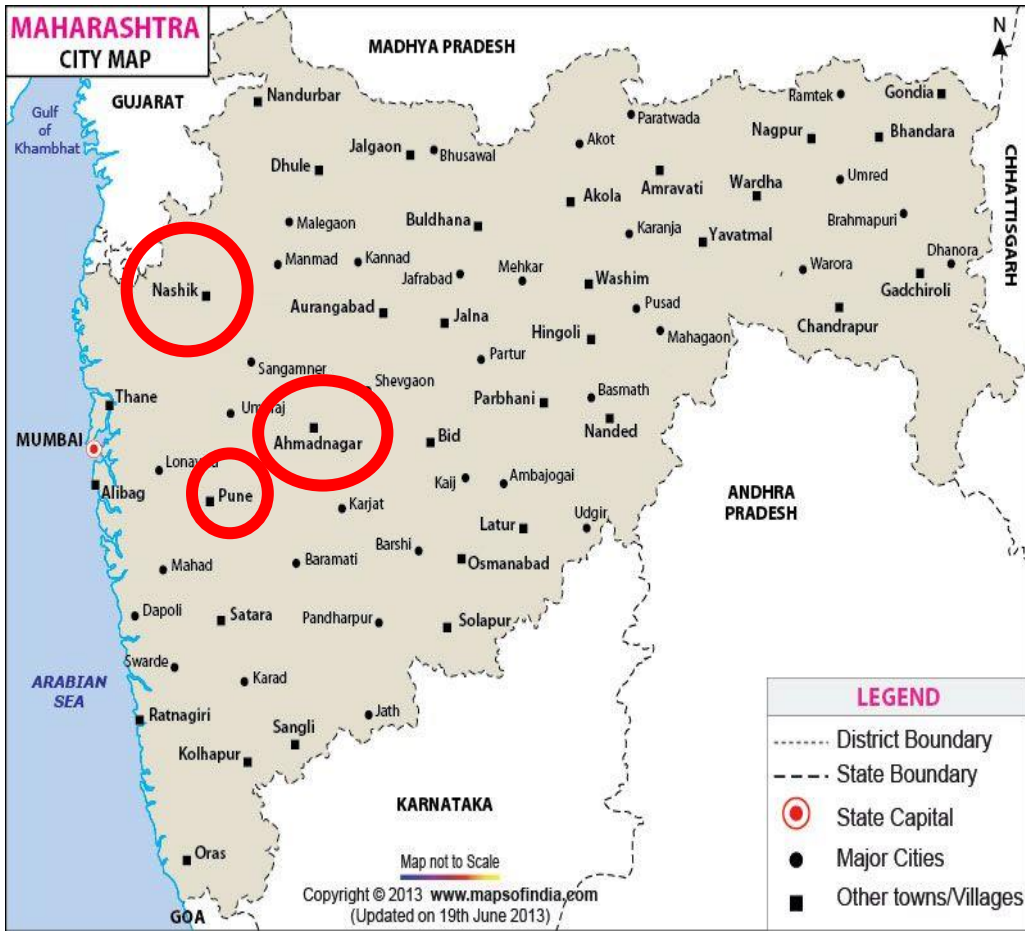 MAHARASHTRA
CITY MAP
MADHYA PRADESH
N
GUJARAT
Gulf
of
Khambhat
Nandurbar
Ramtek
Gondia
Paratwada
Nagpur
Bhandara
Akot
Jalgaon
Bhusawal
Dhule
CHHATTISGARH
Amravati
Wardha
Umred
Akola
Malegaon
Buldhana
Karanja
Yavatmal
Brahmapuri
Dhanora
Manmad
Kannad
Jafrabad
Mehkar
Washim
Warora
Gadchiroli
Nashik
Aurangabad
Jalna
Pusad
Chandrapur
Hingoli
Mahagaon
Sangamner
Partur
Shevgaon
Basmath
Thane
Parbhani
Nanded
MUMBAI
Ahmadnagar
Bid
Kaij
Ambajogai
Alibag
Pune
Karjat
ANDHRA
PRADESH
Latur
Udgir
Barshi
Mahad
Baramati
Osmanabad
Dapoli
Satara
Pandharpur
Solapur
Swarde
Karad
ARABIAN
SEA
Ratnagiri
Jath
Sangli
Kolhapur
KARNATAKA
Oras
GOA
LEGEND
District Boundary
State Boundary
State Capital
Major Cities
Other towns/Villages
Map not to Scale
Copyright © 2013 www.mapsofindia.com
(Updated on 19th June 2013)